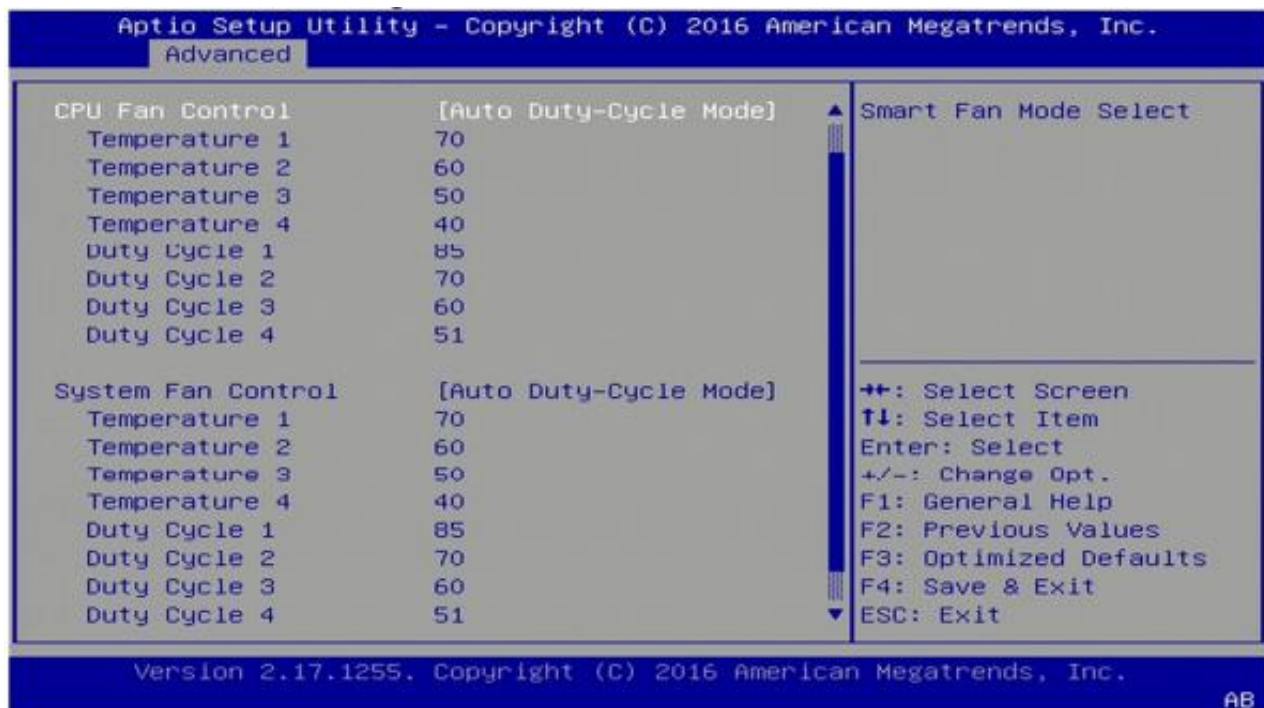 Aptio Setup Utility – Copyright (C) 2016 American Megatrends, Inc.
Advanced
CPU Fan Control [Auto Duty-Cycle Mode]
Temperature 1 70
Temperature 2 60
Temperature 3 50
Temperature 4 40
Duty Cycle 1 85
Duty Cycle 2 70
Duty Cycle 3 60
Duty Cycle 4 51
System Fan Control [Auto Duty-Cycle Mode]
Temperature 1 70
Temperature 2 60
Temperature 3 50
Temperature 4 40
Duty Cycle 1 85
Duty Cycle 2 70
Duty Cycle 3 60
Duty Cycle 4 51
Smart Fan Mode Select
→←: Select Screen
↑↓: Select Item
Enter: Select
+/-: Change Opt.
F1: General Help
F2: Previous Values
F3: Optimized Defaults
F4: Save & Exit
ESC: Exit
Version 2.17.1255. Copyright (C) 2016 American Megatrends, Inc.
AB